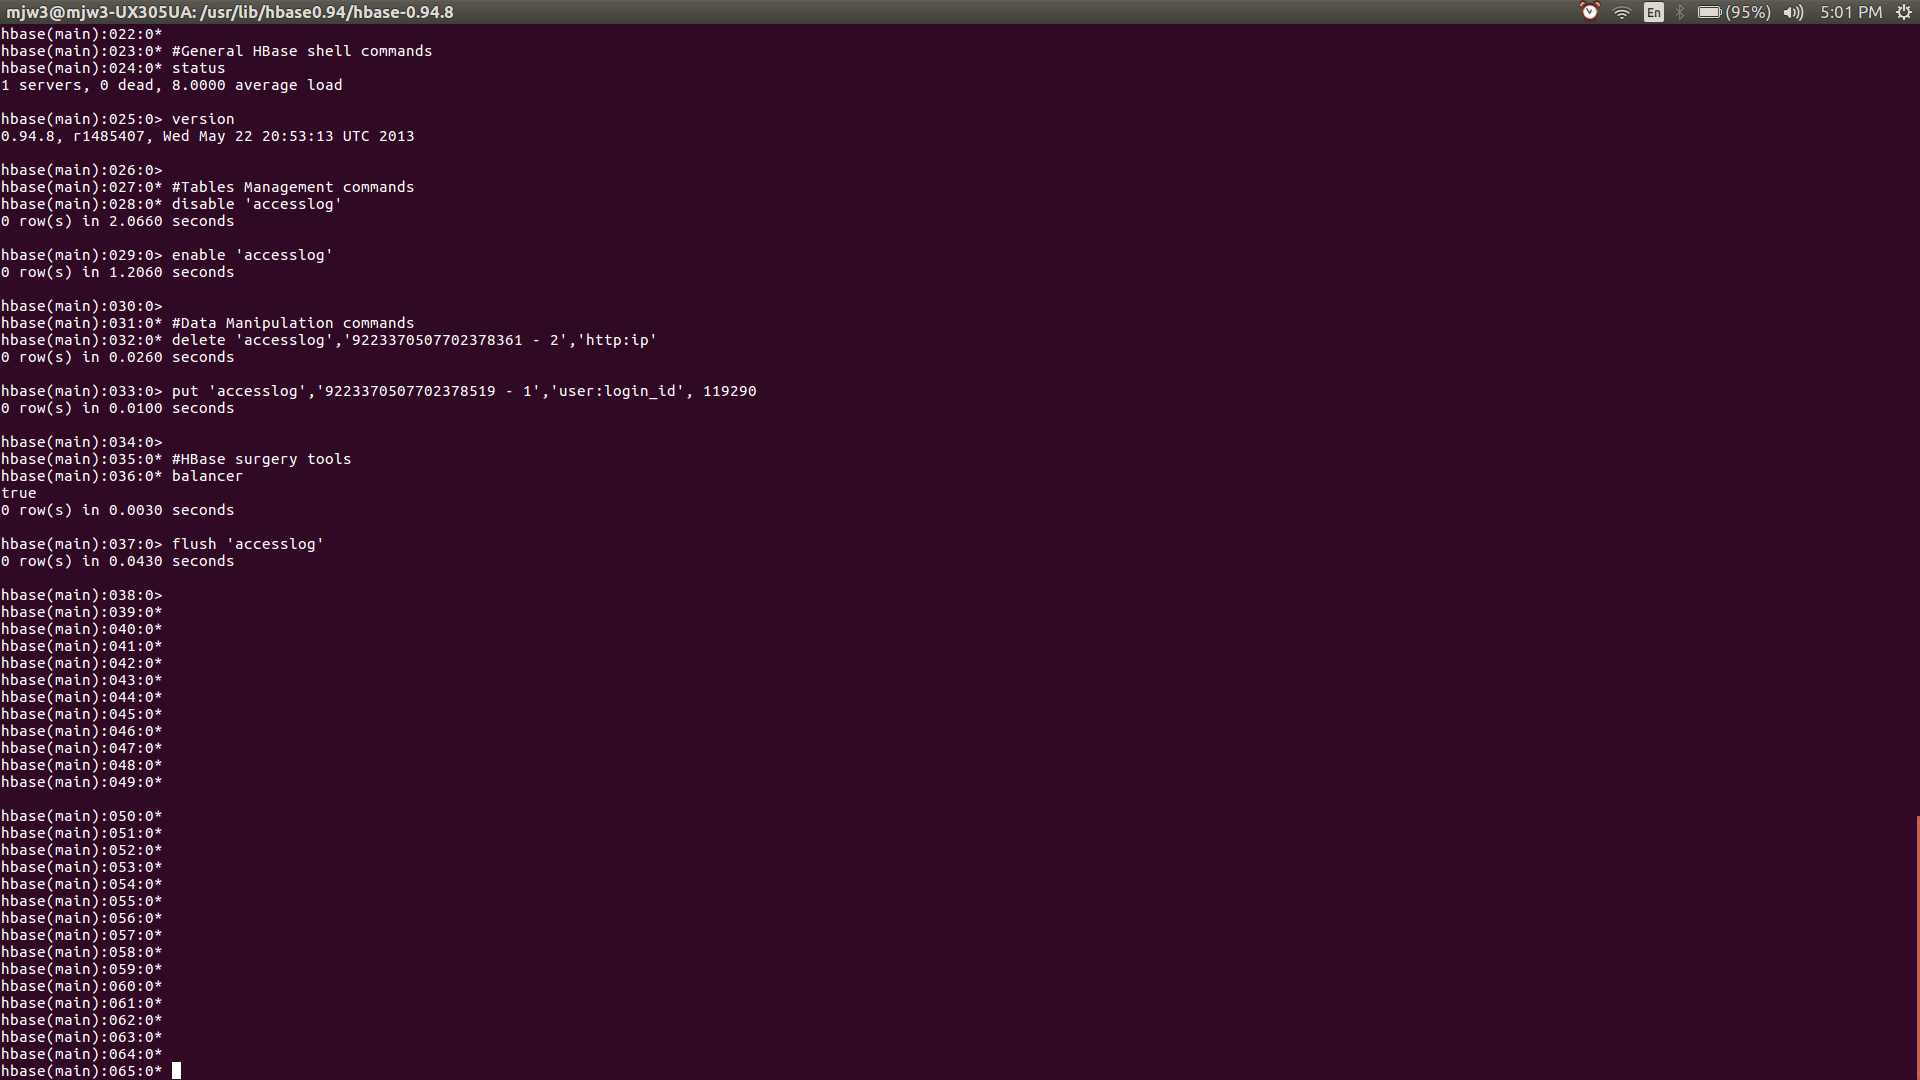 mjw3@mjw3-UX305UA: /usr/lib/hbase0.94/hbase-0.94.8 En (95%) 5:01 PM
hbase(main):022:0*
hbase(main):023:0* #General HBase shell commands
hbase(main):024:0* status
1 servers, 0 dead, 8.0000 average load
hbase(main):025:0> version
0.94.8, r1485407, Wed May 22 20:53:13 UTC 2013
hbase(main):026:0>
hbase(main):027:0* #Tables Management commands
hbase(main):028:0* disable 'accesslog'
0 row(s) in 2.0660 seconds
hbase(main):029:0> enable 'accesslog'
0 row(s) in 1.2060 seconds
hbase(main):030:0>
hbase(main):031:0* #Data Manipulation commands
hbase(main):032:0* delete 'accesslog','9223370507702378361 - 2','http:ip'
0 row(s) in 0.0260 seconds
hbase(main):033:0> put 'accesslog','9223370507702378519 - 1','user:login_id', 119290
0 row(s) in 0.0100 seconds
hbase(main):034:0>
hbase(main):035:0* #HBase surgery tools
hbase(main):036:0* balancer
true
0 row(s) in 0.0030 seconds
hbase(main):037:0> flush 'accesslog'
0 row(s) in 0.0430 seconds
hbase(main):038:0>
hbase(main):039:0*
hbase(main):040:0*
hbase(main):041:0*
hbase(main):042:0*
hbase(main):043:0*
hbase(main):044:0*
hbase(main):045:0*
hbase(main):046:0*
hbase(main):047:0*
hbase(main):048:0*
hbase(main):049:0*
hbase(main):050:0*
hbase(main):051:0*
hbase(main):052:0*
hbase(main):053:0*
hbase(main):054:0*
hbase(main):055:0*
hbase(main):056:0*
hbase(main):057:0*
hbase(main):058:0*
hbase(main):059:0*
hbase(main):060:0*
hbase(main):061:0*
hbase(main):062:0*
hbase(main):063:0*
hbase(main):064:0*
hbase(main):065:0*